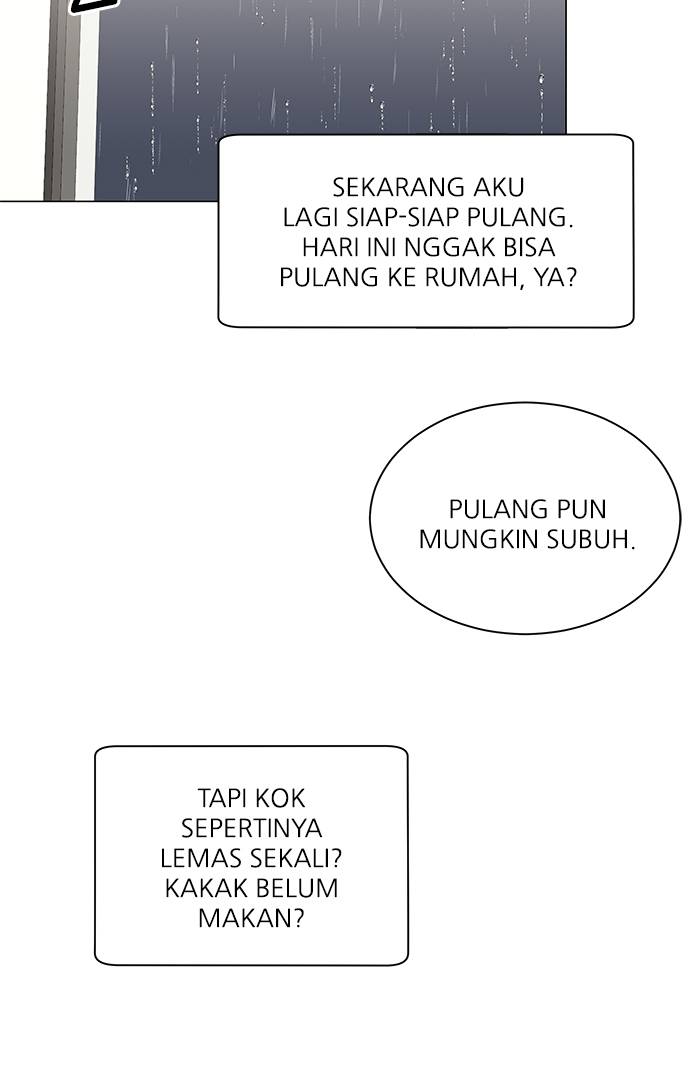 SEKARANG AKU
LAGI SIAP-SIAP PULANG.
HARI INI NGGAK BISA
PULANG KE RUMAH, YA?
PULANG PUN
MUNGKIN SUBUH.
TAPI KOK
SEPERTINYA
LEMAS SEKALI?
KAKAK BELUM
MAKAN?